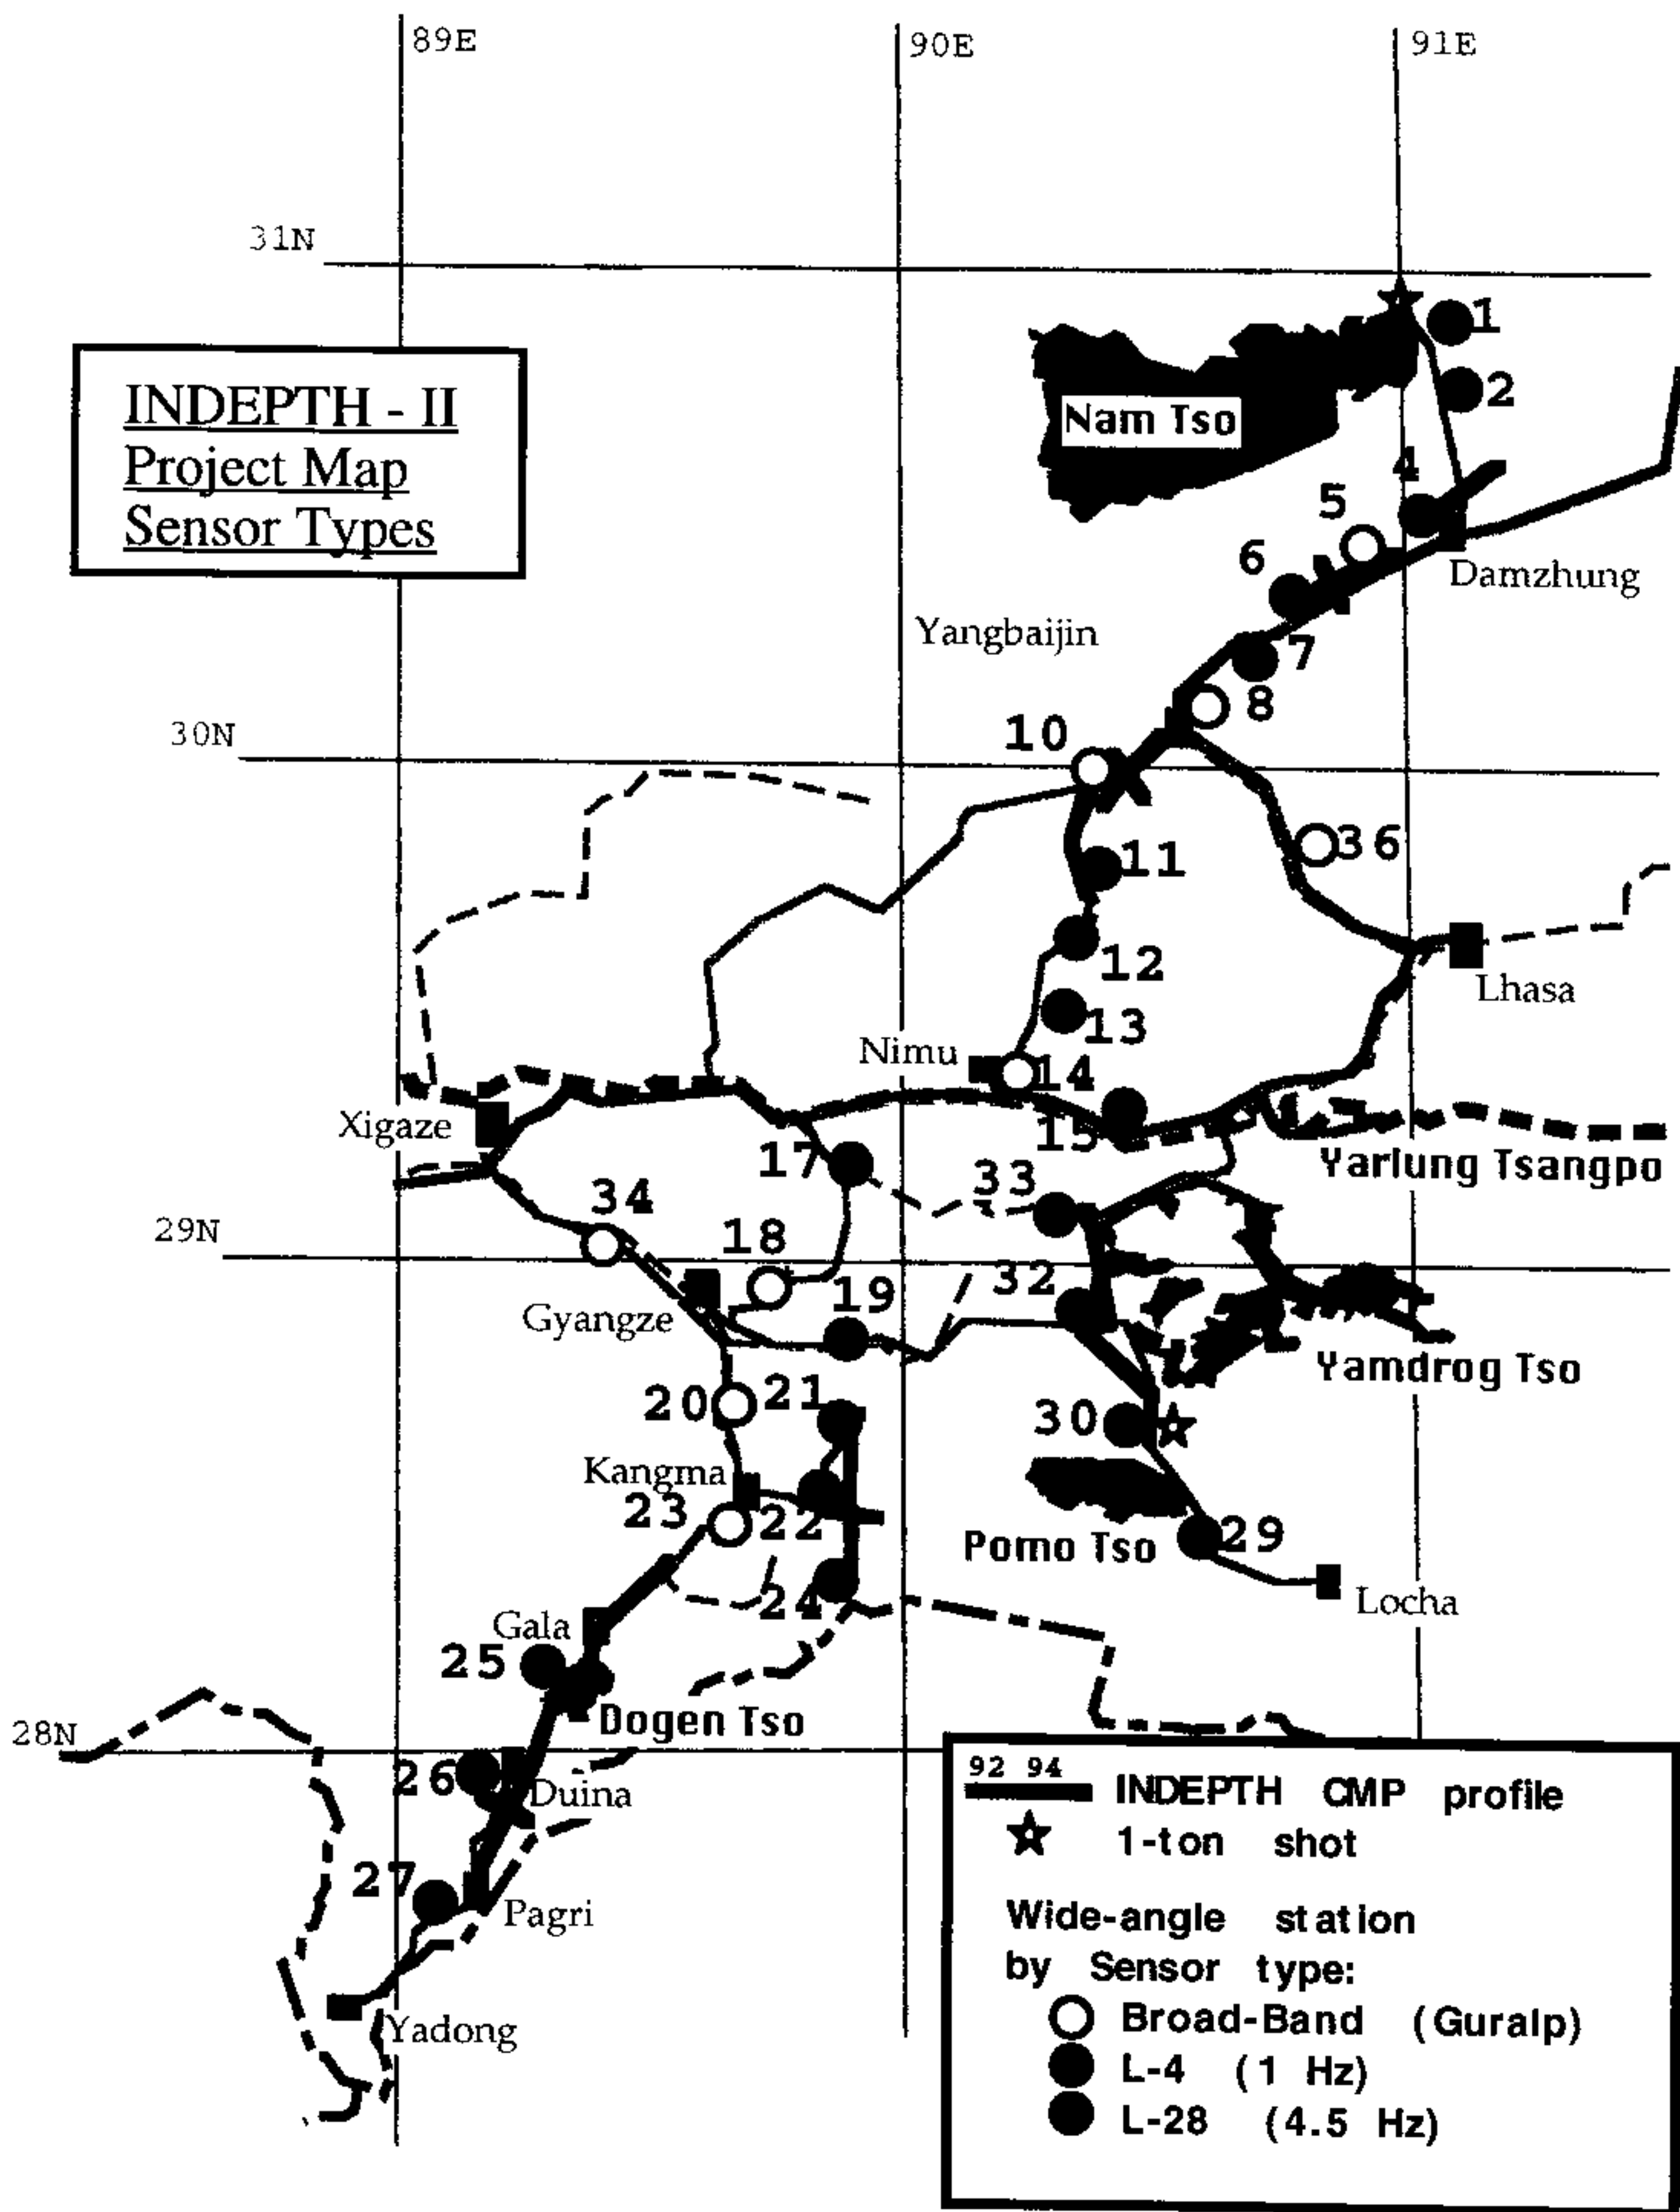 89E
90E
91E
31N
1
INDEPTH - II
Project Map
Sensor Types
2
Nam Tso
4
5
6
Damzhung
Yangbaijin
7
8
30N
10
36
11
12
Lhasa
13
Nimu
14
Xigaze
15
17
Yarlung Tsangpo
33
34
29N
18
32
19
Gyangze
Yamdrog Tso
20
21
30
Kangma
23
22
29
Pomo Tso
24
Locha
Gala
25
Dogen Tso
28N
26
Duina
27
Pagri
Yadong
92 94
INDEPTH CMP profile
1-ton shot
Wide-angle station
by Sensor type:
Broad-Band (Guralp)
L-4 (1 Hz)
L-28 (4.5 Hz)